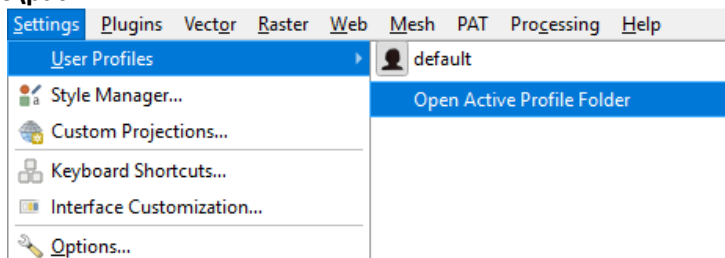 Settings Plugins Vector Raster Web Mesh PAT Processing Help
User Profiles
default
Open Active Profile Folder
Style Manager...
Custom Projections...
Keyboard Shortcuts...
Interface Customization...
Options...